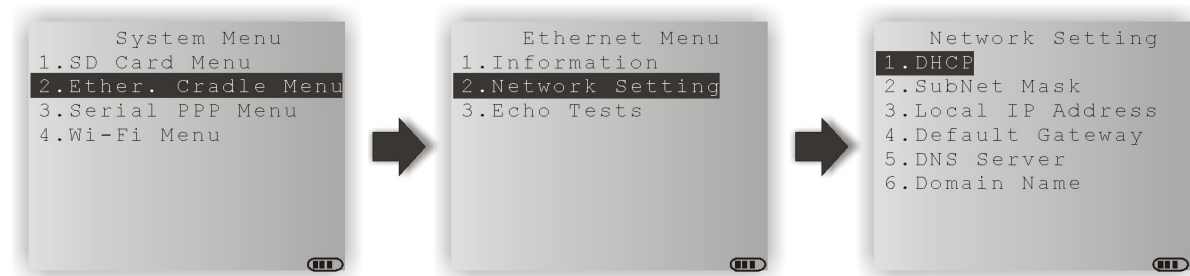 System Menu
1.SD Card Menu
2.Ether. Cradle Menu
3.Serial PPP Menu
4.Wi-Fi Menu
Ethernet Menu
1.Information
2.Network Setting
3.Echo Tests
Network Setting
1.DHCP
2.SubNet Mask
3.Local IP Address
4.Default Gateway
5.DNS Server
6.Domain Name